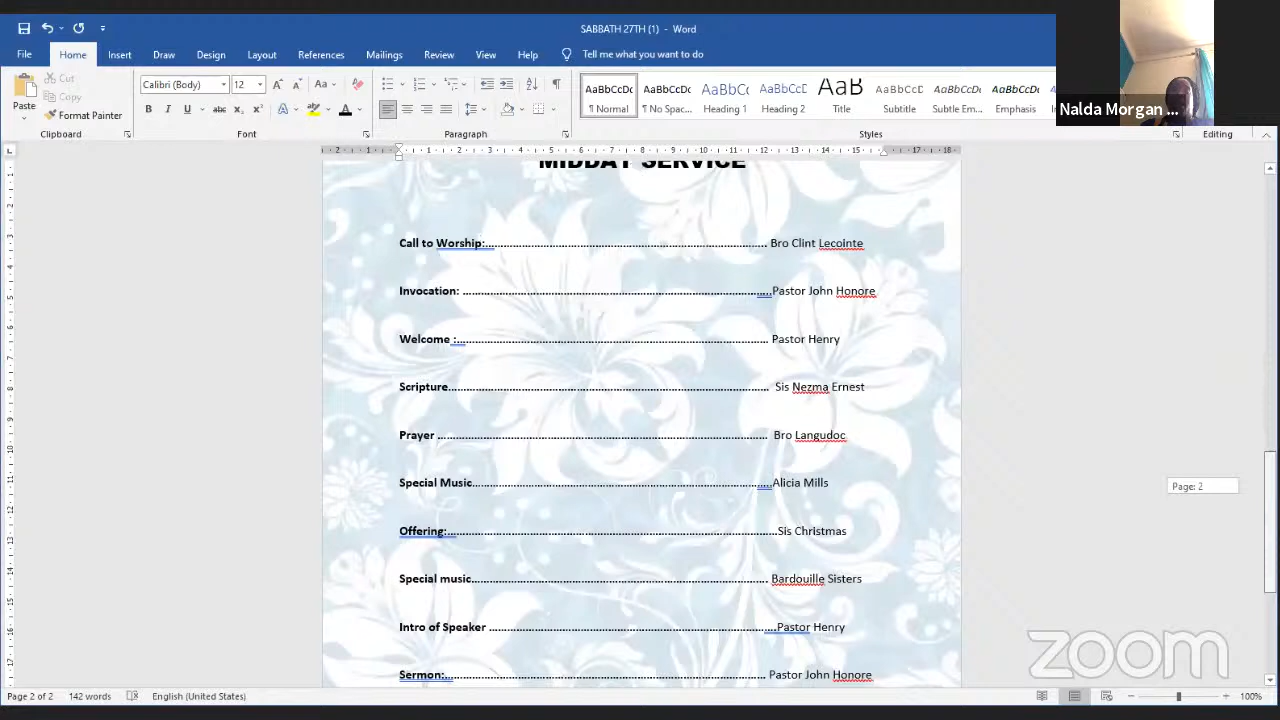 SABBATH 27TH (1) - Word
File Home Insert Draw Design Layout References Mailings Review View Help Tell me what you want to do
Cut
Copy
Paste
Format Painter
Calibri (Body) 12
AaBbCcDc AaBbCcDc AaBbCc AaBbCcC AaB AaBbCcC AaBbCcDc AaBbCcDc
¶ Normal ¶ No Spac... Heading 1 Heading 2 Title Subtitle Subtle Em... Emphasis
Clipboard Font Paragraph Styles Editing
Nalda Morgan ...
MIDDAY SERVICE
Call to Worship:.......... Bro Clint Lecointe
Invocation: ..........Pastor John Honore
Welcome :.......... Pastor Henry
Scripture.......... Sis Nezma Ernest
Prayer .......... Bro Langudoc
Special Music..........Alicia Mills
Page: 2
Offering:..........Sis Christmas
Special music.......... Bardouille Sisters
Intro of Speaker ..........Pastor Henry
Sermon:.......... Pastor John Honore
zoom
Page 2 of 2 142 words English (United States) 100%